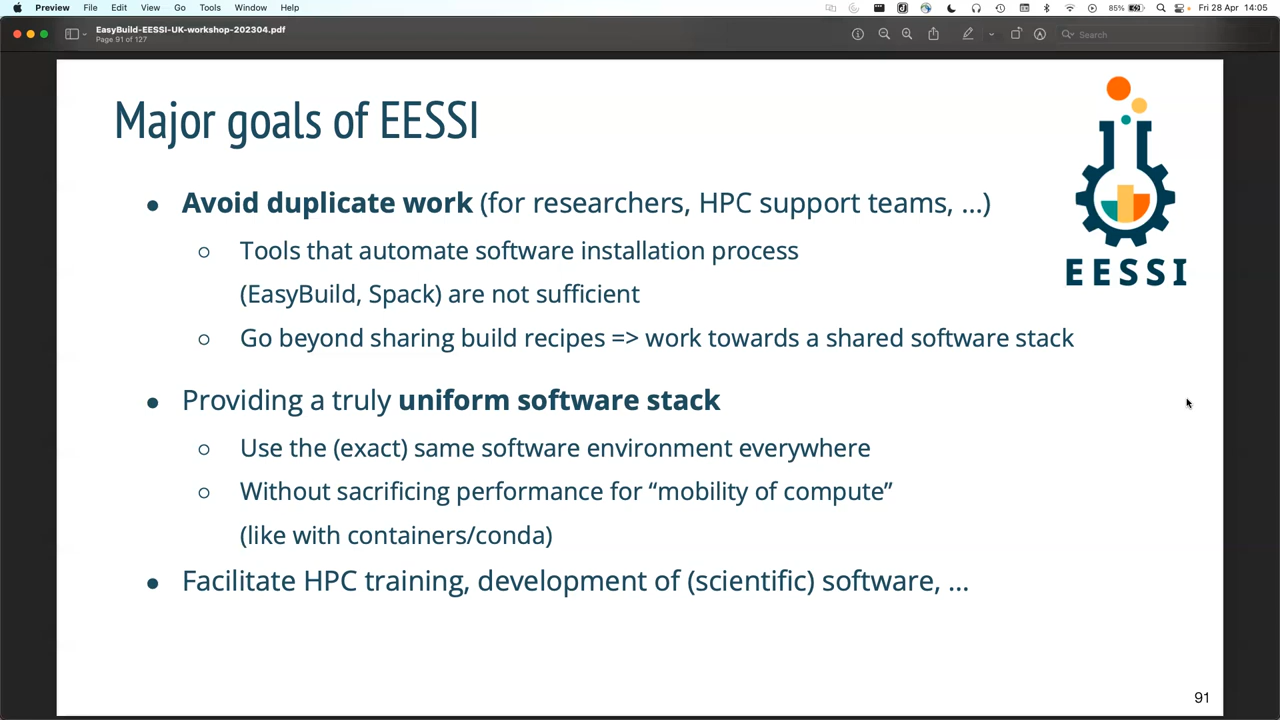 Preview File Edit View Go Tools Window Help 85% Fri 28 Apr 14:05
EasyBuild-EESSI-UK-workshop-202304.pdf
Page 91 of 127
Search
Major goals of EESSI
EESSI
● Avoid duplicate work (for researchers, HPC support teams, ...)
○ Tools that automate software installation process
(EasyBuild, Spack) are not sufficient
○ Go beyond sharing build recipes => work towards a shared software stack
● Providing a truly uniform software stack
○ Use the (exact) same software environment everywhere
○ Without sacrificing performance for “mobility of compute”
(like with containers/conda)
● Facilitate HPC training, development of (scientific) software, ...
91